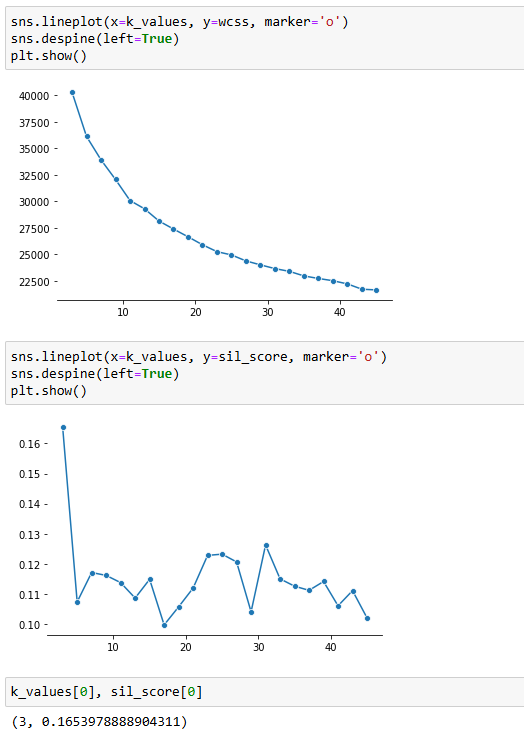 sns.lineplot(x=k_values, y=wcss, marker='o')
sns.despine(left=True)
plt.show()
40000
37500
35000
32500
30000
27500
25000
22500
10 20 30 40
sns.lineplot(x=k_values, y=sil_score, marker='o')
sns.despine(left=True)
plt.show()
0.16
0.15
0.14
0.13
0.12
0.11
0.10
10 20 30 40
k_values[0], sil_score[0]
(3, 0.1653978888904311)